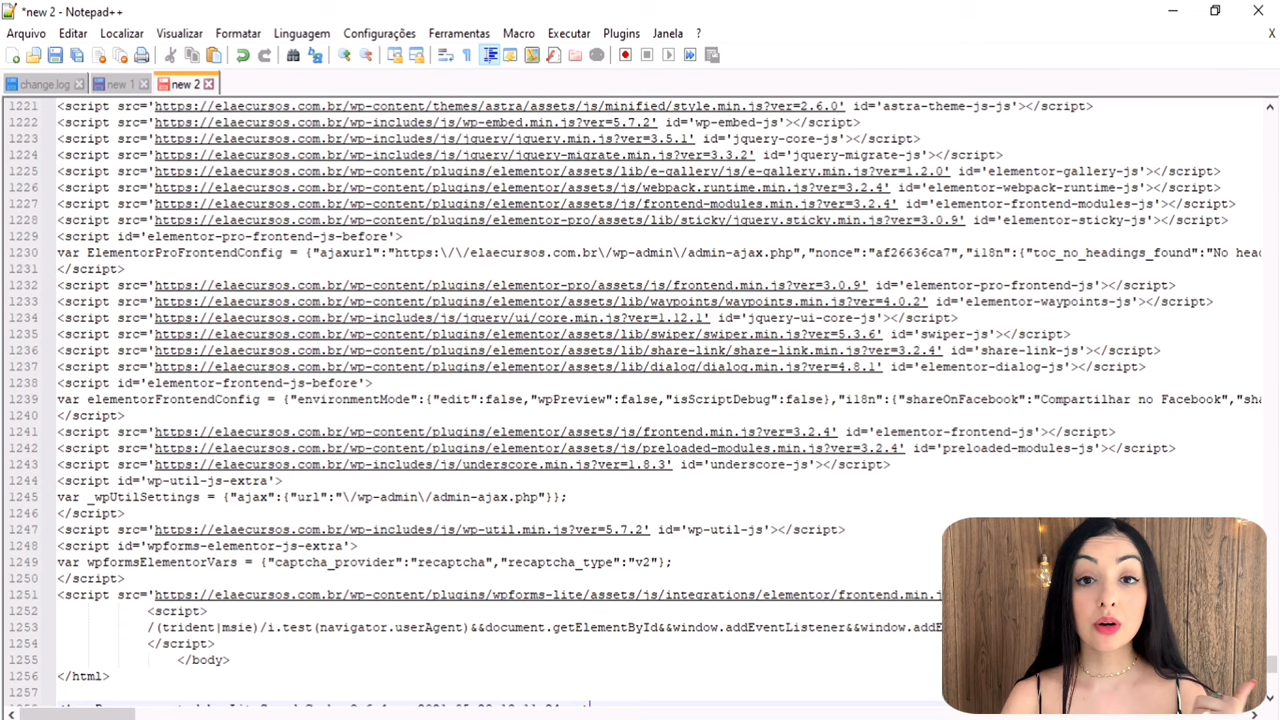 *new 2 - Notepad++
Arquivo Editar Localizar Visualizar Formatar Linguagem Configurações Ferramentas Macro Executar Plugins Janela ? X
change.log new 1 new 2
1221 <script src='https://elaecursos.com.br/wp-content/themes/astra/assets/js/minified/style.min.js?ver=2.6.0' id='astra-theme-js-js'></script>
1222 <script src='https://elaecursos.com.br/wp-includes/js/wp-embed.min.js?ver=5.7.2' id='wp-embed-js'></script>
1223 <script src='https://elaecursos.com.br/wp-includes/js/jquery/jquery.min.js?ver=3.5.1' id='jquery-core-js'></script>
1224 <script src='https://elaecursos.com.br/wp-includes/js/jquery/jquery-migrate.min.js?ver=3.3.2' id='jquery-migrate-js'></script>
1225 <script src='https://elaecursos.com.br/wp-content/plugins/elementor/assets/lib/e-gallery/js/e-gallery.min.js?ver=1.2.0' id='elementor-gallery-js'></script>
1226 <script src='https://elaecursos.com.br/wp-content/plugins/elementor/assets/js/webpack.runtime.min.js?ver=3.2.4' id='elementor-webpack-runtime-js'></script>
1227 <script src='https://elaecursos.com.br/wp-content/plugins/elementor/assets/js/frontend-modules.min.js?ver=3.2.4' id='elementor-frontend-modules-js'></script>
1228 <script src='https://elaecursos.com.br/wp-content/plugins/elementor-pro/assets/lib/sticky/jquery.sticky.min.js?ver=3.0.9' id='elementor-sticky-js'></script>
1229 <script id='elementor-pro-frontend-js-before'>
1230 var ElementorProFrontendConfig = {"ajaxurl":"https:\/\/elaecursos.com.br\/wp-admin\/admin-ajax.php","nonce":"af26636ca7","i18n":{"toc_no_headings_found":"No hea
1231 </script>
1232 <script src='https://elaecursos.com.br/wp-content/plugins/elementor-pro/assets/js/frontend.min.js?ver=3.0.9' id='elementor-pro-frontend-js'></script>
1233 <script src='https://elaecursos.com.br/wp-content/plugins/elementor/assets/lib/waypoints/waypoints.min.js?ver=4.0.2' id='elementor-waypoints-js'></script>
1234 <script src='https://elaecursos.com.br/wp-includes/js/jquery/ui/core.min.js?ver=1.12.1' id='jquery-ui-core-js'></script>
1235 <script src='https://elaecursos.com.br/wp-content/plugins/elementor/assets/lib/swiper/swiper.min.js?ver=5.3.6' id='swiper-js'></script>
1236 <script src='https://elaecursos.com.br/wp-content/plugins/elementor/assets/lib/share-link/share-link.min.js?ver=3.2.4' id='share-link-js'></script>
1237 <script src='https://elaecursos.com.br/wp-content/plugins/elementor/assets/lib/dialog/dialog.min.js?ver=4.8.1' id='elementor-dialog-js'></script>
1238 <script id='elementor-frontend-js-before'>
1239 var elementorFrontendConfig = {"environmentMode":{"edit":false,"wpPreview":false,"isScriptDebug":false},"i18n":{"shareOnFacebook":"Compartilhar no Facebook","sha
1240 </script>
1241 <script src='https://elaecursos.com.br/wp-content/plugins/elementor/assets/js/frontend.min.js?ver=3.2.4' id='elementor-frontend-js'></script>
1242 <script src='https://elaecursos.com.br/wp-content/plugins/elementor/assets/js/preloaded-modules.min.js?ver=3.2.4' id='preloaded-modules-js'></script>
1243 <script src='https://elaecursos.com.br/wp-includes/js/underscore.min.js?ver=1.8.3' id='underscore-js'></script>
1244 <script id='wp-util-js-extra'>
1245 var _wpUtilSettings = {"ajax":{"url":"\/wp-admin\/admin-ajax.php"}};
1246 </script>
1247 <script src='https://elaecursos.com.br/wp-includes/js/wp-util.min.js?ver=5.7.2' id='wp-util-js'></script>
1248 <script id='wpforms-elementor-js-extra'>
1249 var wpformsElementorVars = {"captcha_provider":"recaptcha","recaptcha_type":"v2"};
1250 </script>
1251 <script src='https://elaecursos.com.br/wp-content/plugins/wpforms-lite/assets/js/integrations/elementor/frontend.min.j
1252 <script>
1253 /(trident|msie)/i.test(navigator.userAgent)&&document.getElementById&&window.addEventListener&&window.addE
1254 </script>
1255 </body>
1256 </html>
1257